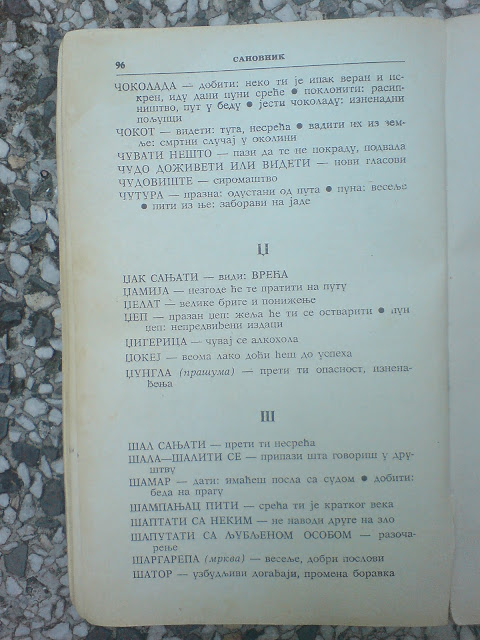 96
САНОВНИК
ЧОКОЛАДА — добити: неко ти је ипак веран и ис-
крен, иду дани пуни среће ● поклонити: расип-
ништво, пут у беду ● јести чоколаду: изненадни
пољупци
ЧОКОТ — видети: туга, несрећа ● вадити их из зем-
ље: смртни случај у околини
ЧУВАТИ НЕШТО — пази да те не покраду, подвала
ЧУДО ДОЖИВЕТИ ИЛИ ВИДЕТИ — нови гласови
ЧУДОВИШТЕ — сиромаштво
ЧУТУРА — празна: одустани од пута ● пуна: весеље
● пити из ње: заборави на јаде
Џ
ЏАК САЊАТИ — види: ВРЕЋА
ЏАМИЈА — незгоде ће те пратити на путу
ЏЕЛАТ — велике бриге и понижење
ЏЕП — празан џеп: жеља ће ти се остварити ● пун
џеп: непредвиђени издаци
ЏИГЕРИЦА — чувај се алкохола
ЏОКЕЈ — веома лако доћи ћеш до успеха
ЏУНГЛА (прашума) — прети ти опасност, изнена-
ђења
Ш
ШАЛ САЊАТИ — прети ти несрећа
ШАЛА—ШАЛИТИ СЕ — припази шта говориш у дру-
штву
ШАМАР — дати: имаћеш посла са судом ● добити:
беда на прагу
ШАМПАЊАЦ ПИТИ — срећа ти је кратког века
ШАПТАТИ СА НЕКИМ — не наводи друге на зло
ШАПУТАТИ СА ЉУБЉЕНОМ ОСОБОМ — разоча-
рење
ШАРГАРЕПА (мрква) — весеље, добри послови
ШАТОР — узбудљиви догађаји, промена боравка